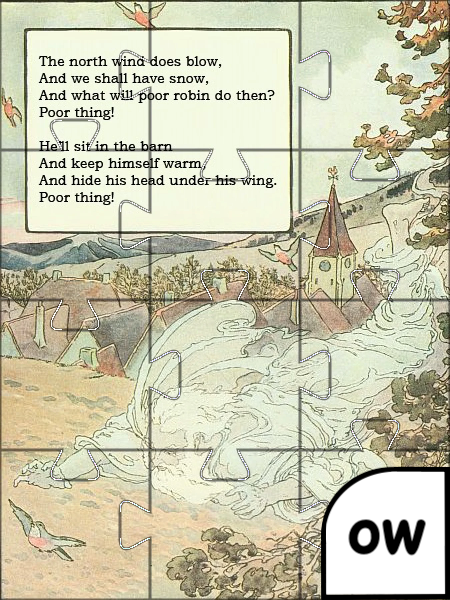 The north wind does blow,
And we shall have snow,
And what will poor robin do then?
Poor thing!
He'll sit in the barn
And keep himself warm,
And hide his head under his wing.
Poor thing!
ow